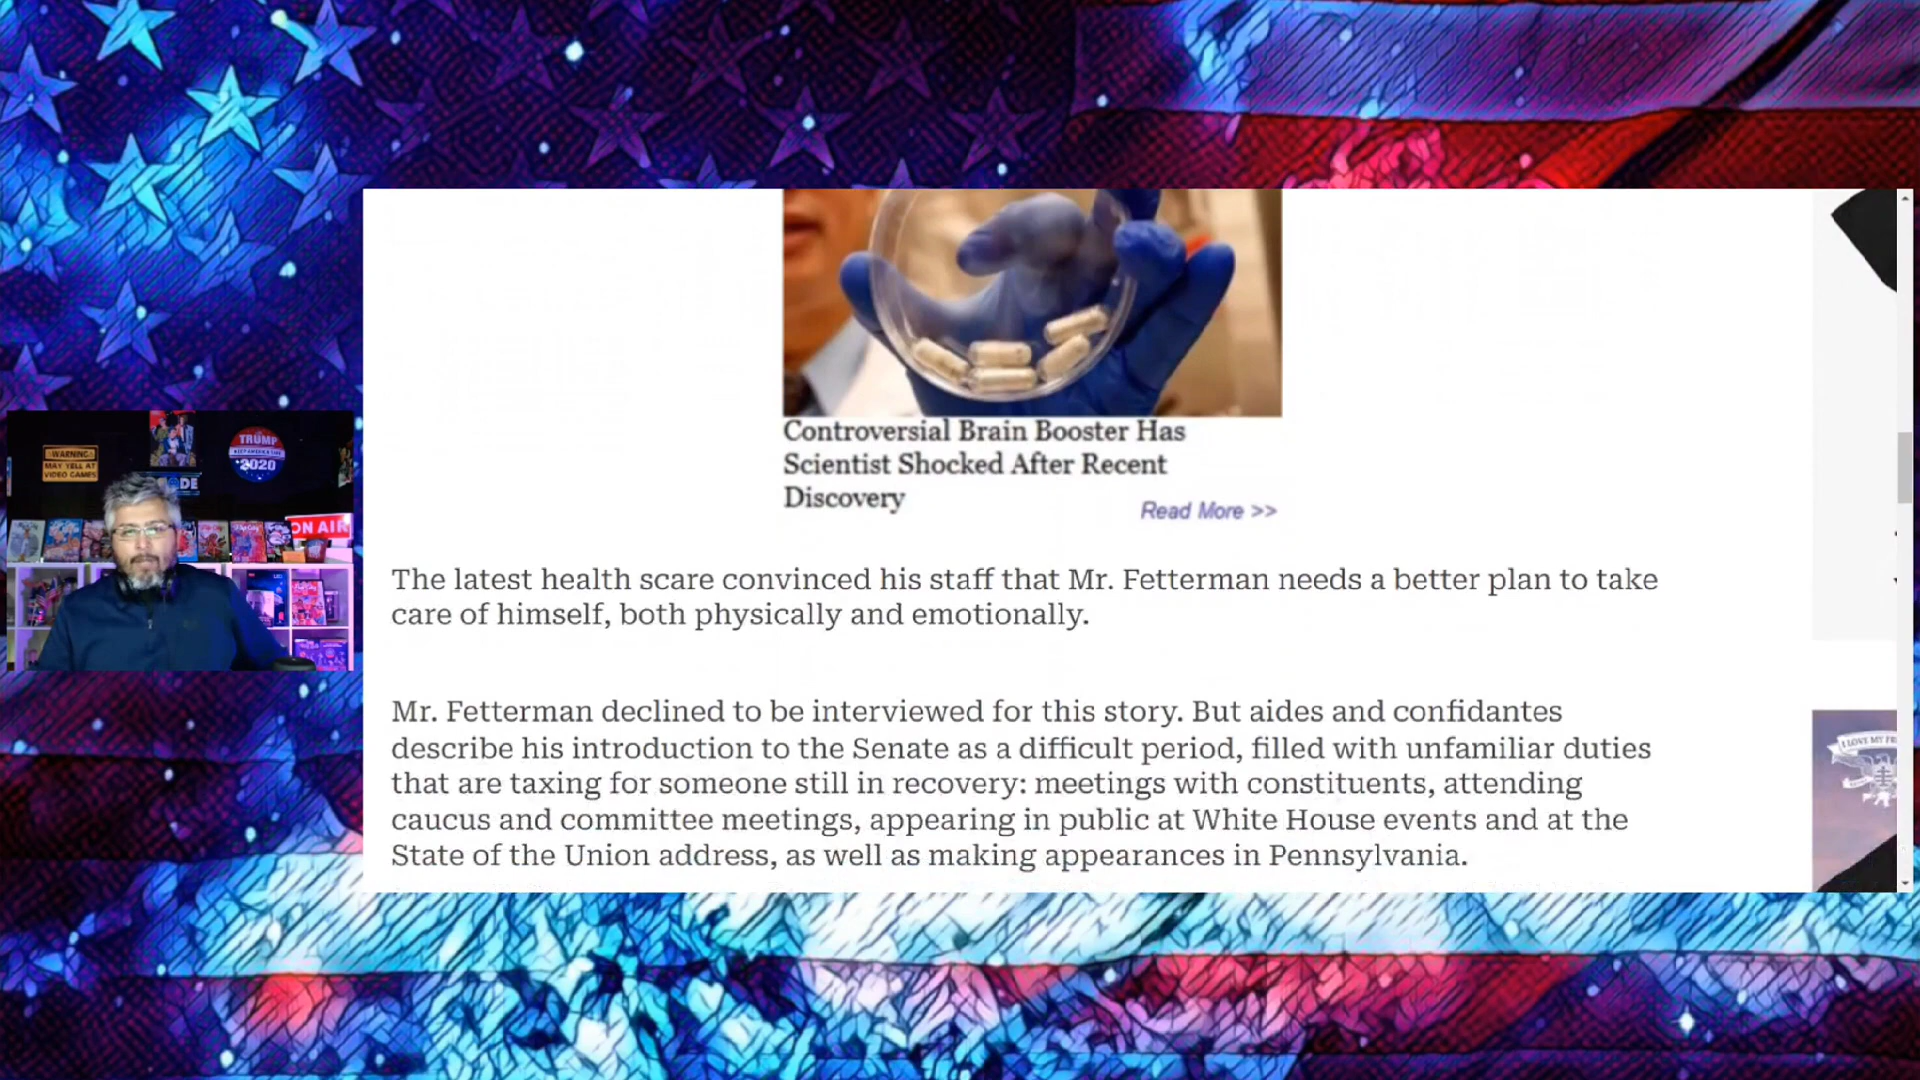 Controversial Brain Booster Has
Scientist Shocked After Recent
Discovery
Read More >>
The latest health scare convinced his staff that Mr. Fetterman needs a better plan to take
care of himself, both physically and emotionally.
Mr. Fetterman declined to be interviewed for this story. But aides and confidantes
describe his introduction to the Senate as a difficult period, filled with unfamiliar duties
that are taxing for someone still in recovery: meetings with constituents, attending
caucus and committee meetings, appearing in public at White House events and at the
State of the Union address, as well as making appearances in Pennsylvania.
WARNING
MAY YELL AT
VIDEO GAMES
TRUMP
2020
ON AIR
I LOVE MY